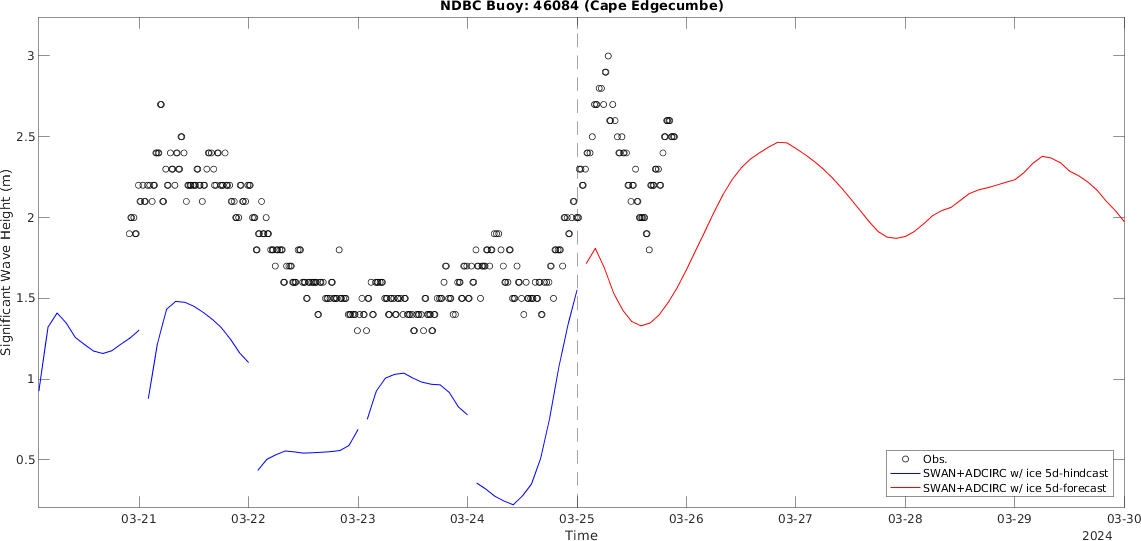 NDBC Buoy: 46084 (Cape Edgecumbe)
Significant Wave Height (m)
3
2.5
2
1.5
1
0.5
Obs.
SWAN+ADCIRC w/ ice 5d-hindcast
SWAN+ADCIRC w/ ice 5d-forecast
03-21
03-22
03-23
03-24
03-25
03-26
03-27
03-28
03-29
03-30
Time
2024